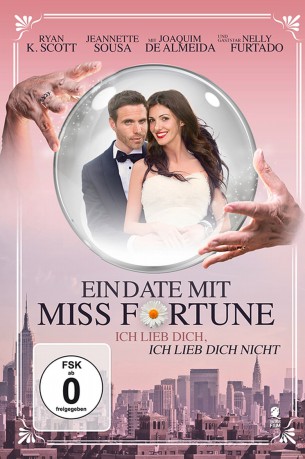 RYAN
K. SCOTT
JEANNETTE
SOUSA
MIT JOAQUIM
DE ALMEIDA
UND GASTSTAR NELLY
FURTADO
EIN DATE MIT
MISS FORTUNE
ICH LIEB DICH,
ICH LIEB DICH NICHT
FSK
ab
0
freigegeben